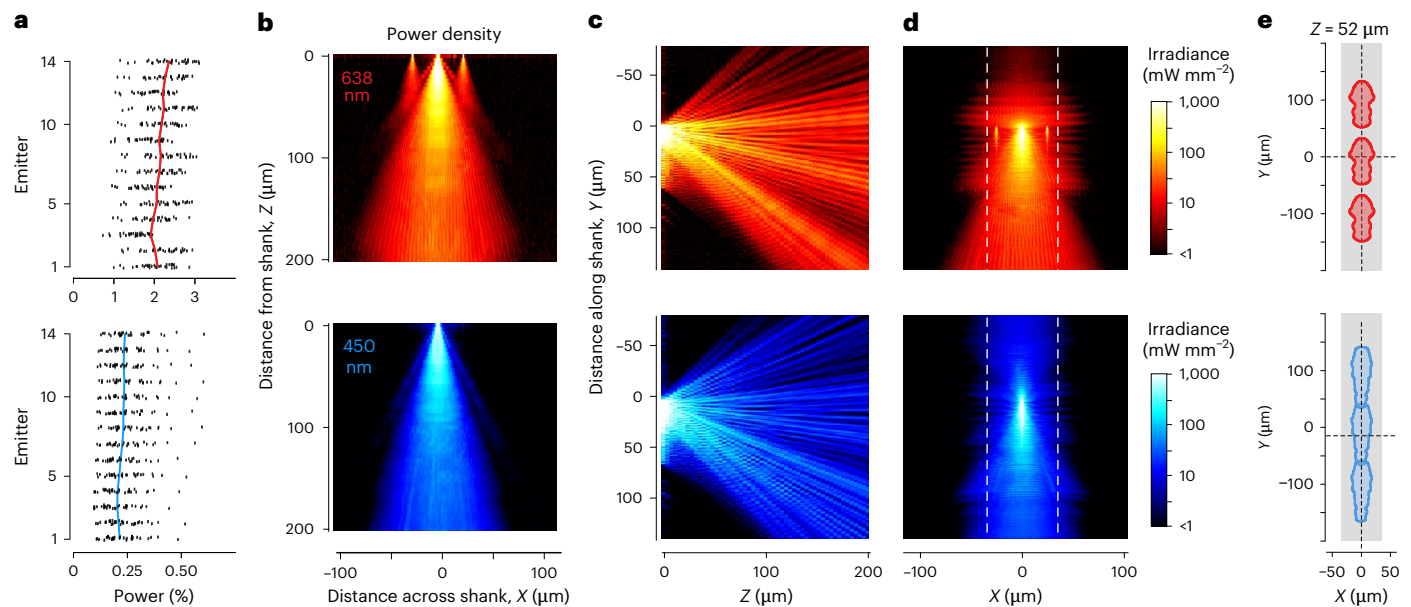 a
Emitter
14
10
5
1
0
1
2
3
Emitter
14
10
5
1
0
0.25
0.50
Power (%)
b
Power density
638
nm
0
100
200
Distance from shank, Z (µm)
450
nm
0
100
200
−100
0
100
Distance across shank, X (µm)
c
−50
0
50
100
Distance along shank, Y (µm)
−50
0
50
100
0
100
200
Z (µm)
d
Irradiance
(mW mm−2)
1,000
100
10
<1
Irradiance
(mW mm−2)
1,000
100
10
<1
−100
0
100
X (µm)
e
Z = 52 µm
Y (µm)
100
0
−100
Y (µm)
100
0
−100
−50
0
50
X (µm)